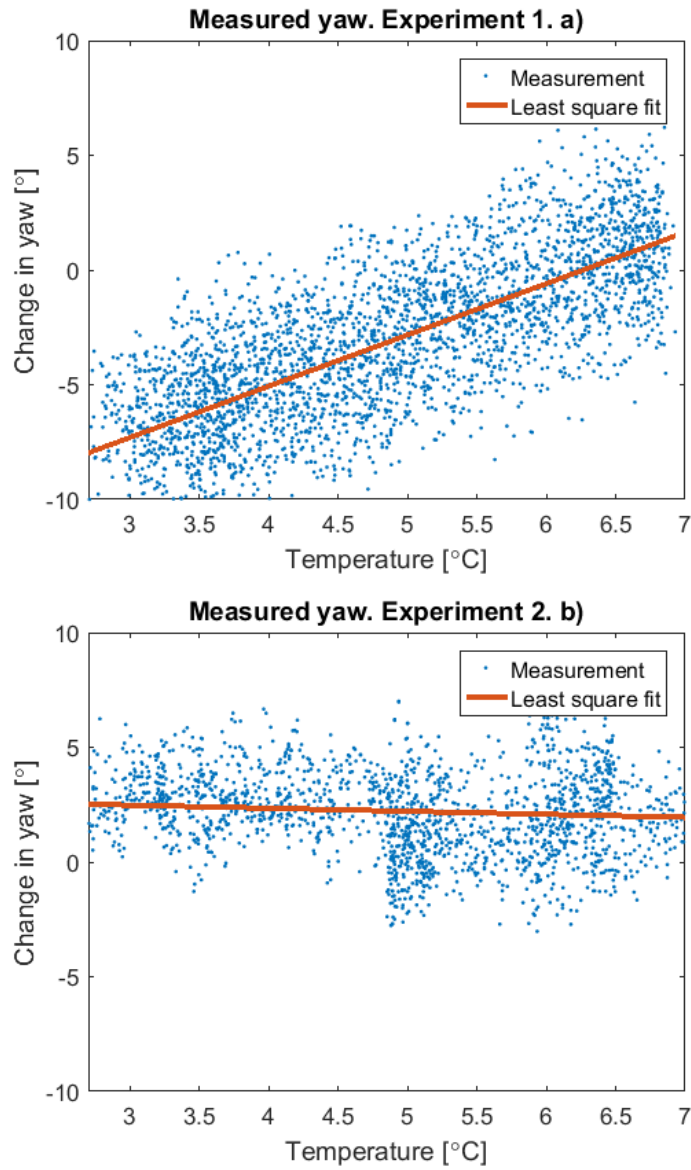 Measured yaw. Experiment 1. a)
10
5
0
-5
-10
Change in yaw [°]
Measurement
Least square fit
3 3.5 4 4.5 5 5.5 6 6.5 7
Temperature [°C]
Measured yaw. Experiment 2. b)
10
5
0
-5
-10
Change in yaw [°]
Measurement
Least square fit
3 3.5 4 4.5 5 5.5 6 6.5 7
Temperature [°C]